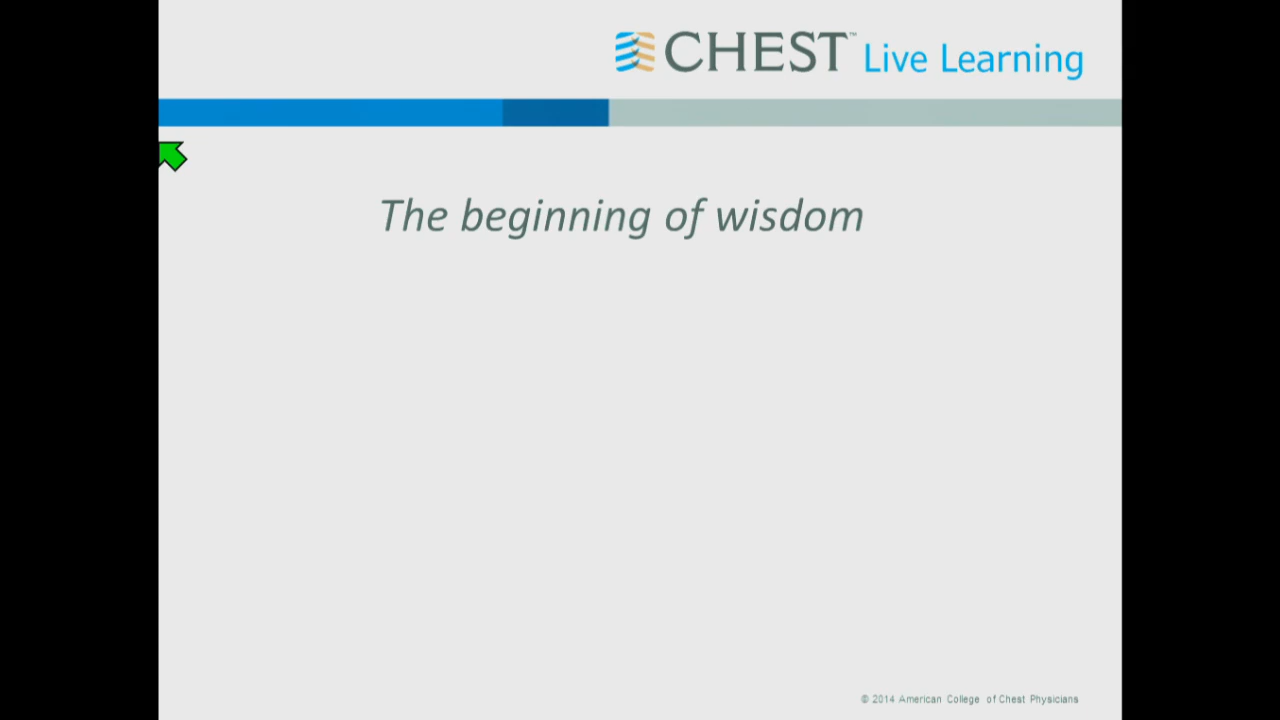 CHEST™ Live Learning
The beginning of wisdom
© 2014 American College of Chest Physicians